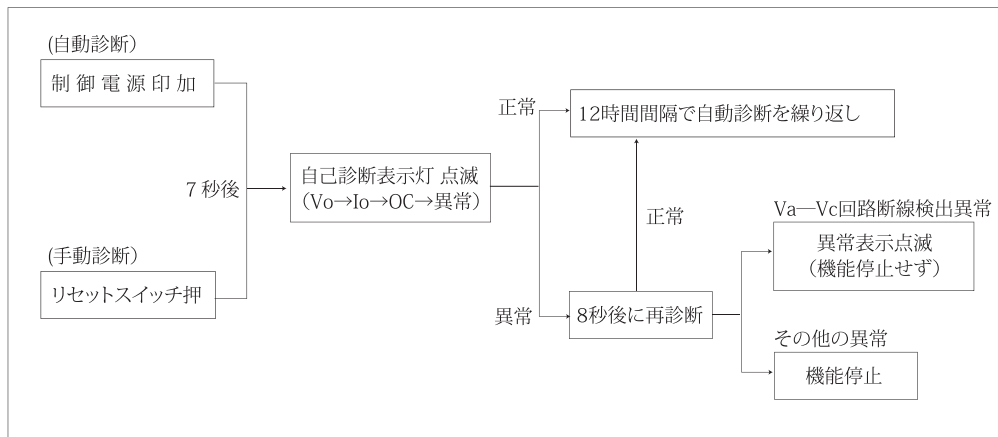 (自動診断)
制御電源印加
7秒後
(手動診断)
リセットスイッチ押
自己診断表示灯 点滅
(Vo→Io→OC→異常)
正常
12時間間隔で自動診断を繰り返し
正常
異常
8秒後に再診断
Va―Vc回路断線検出異常
異常表示点滅
(機能停止せず)
その他の異常
機能停止